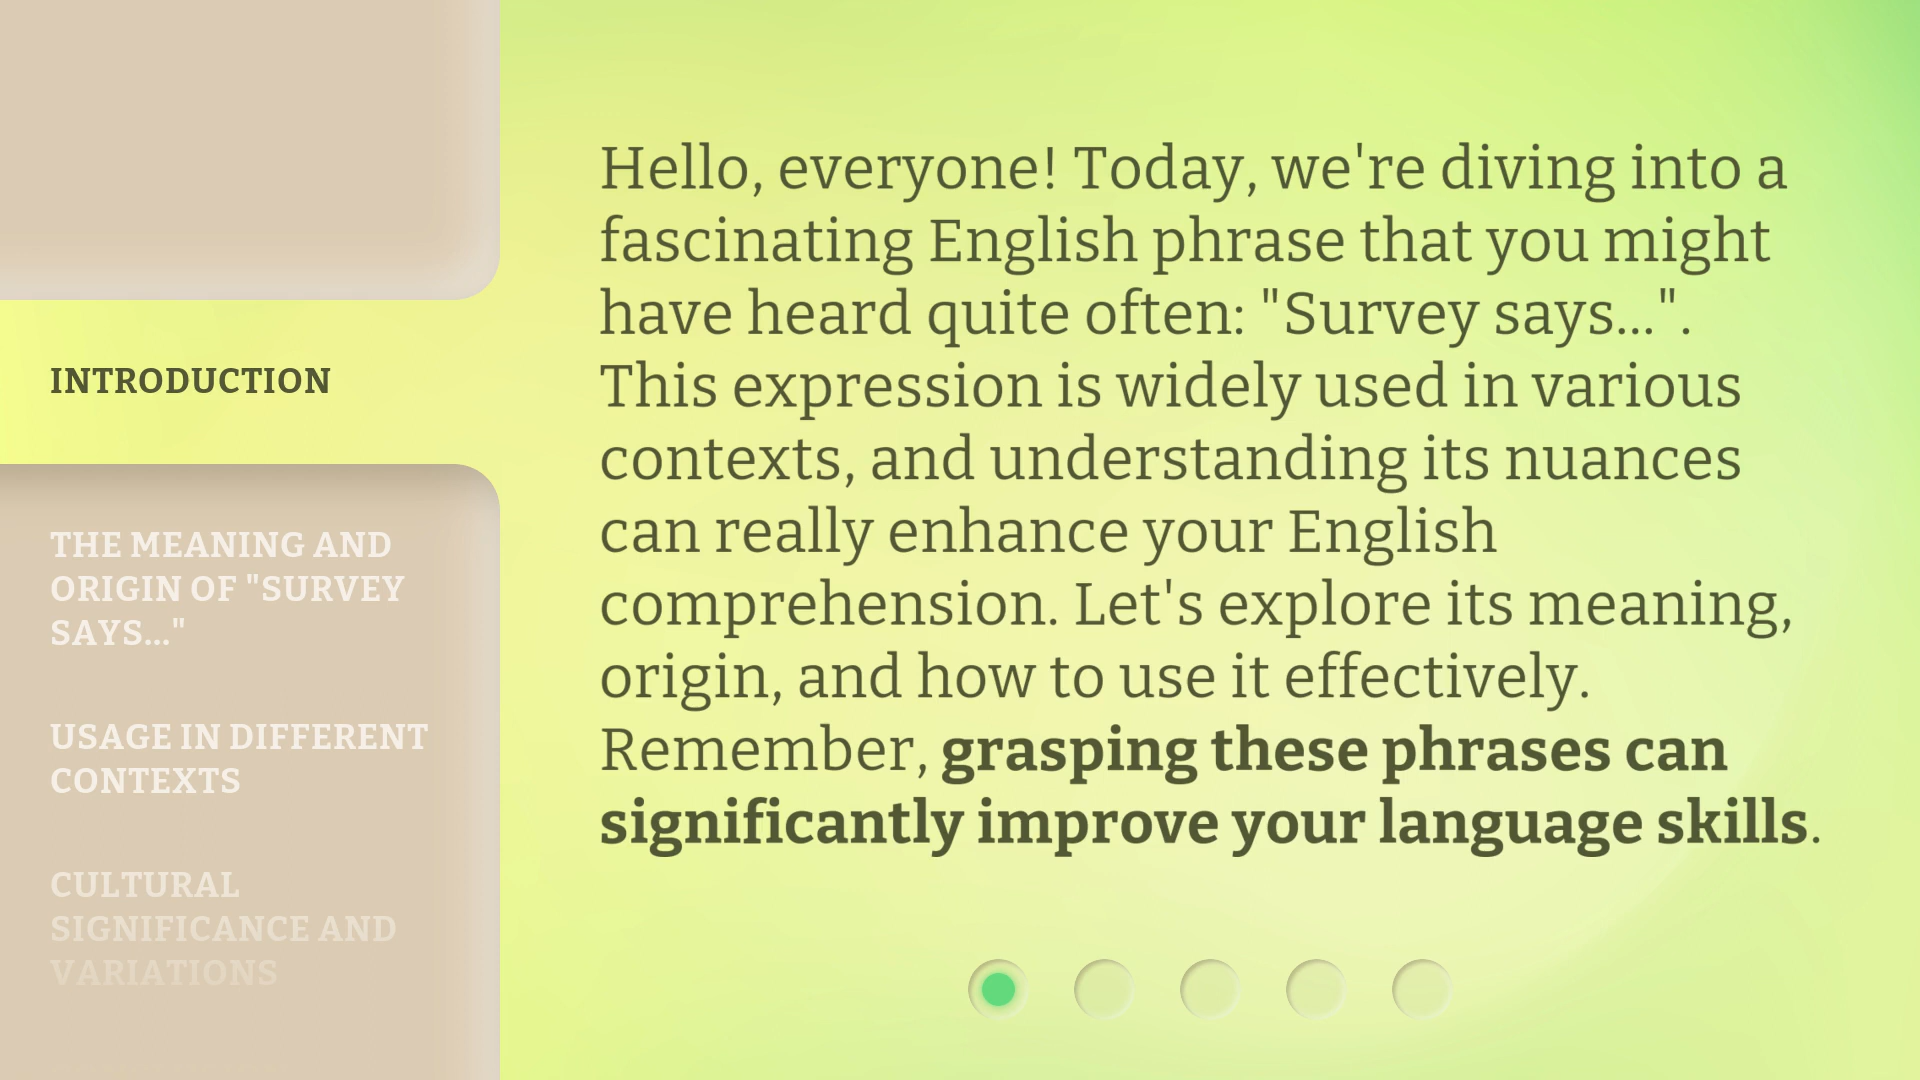 INTRODUCTION
THE MEANING AND
ORIGIN OF "SURVEY
SAYS..."
USAGE IN DIFFERENT
CONTEXTS
CULTURAL
SIGNIFICANCE AND
VARIATIONS
Hello, everyone! Today, we're diving into a
fascinating English phrase that you might
have heard quite often: "Survey says...".
This expression is widely used in various
contexts, and understanding its nuances
can really enhance your English
comprehension. Let's explore its meaning,
origin, and how to use it effectively.
Remember, grasping these phrases can
significantly improve your language skills.